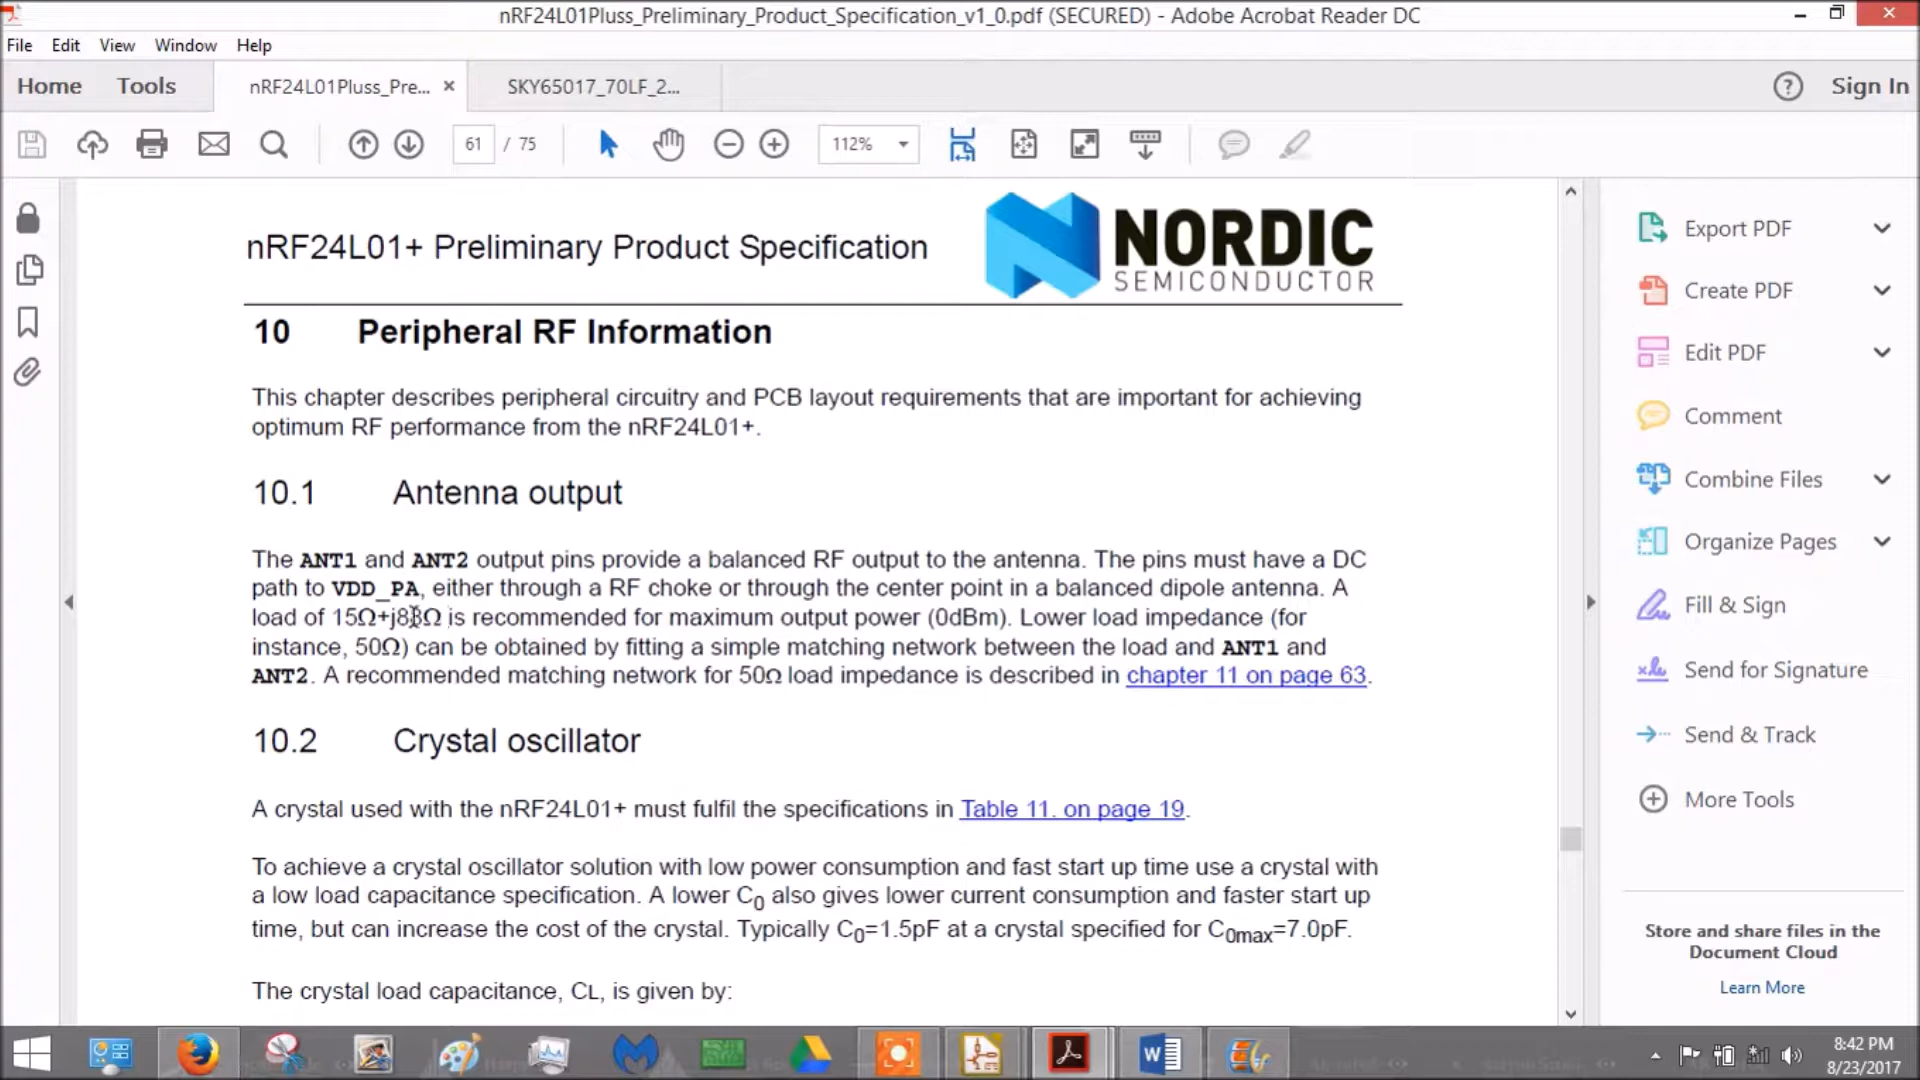 nRF24L01Pluss_Preliminary_Product_Specification_v1_0.pdf (SECURED) - Adobe Acrobat Reader DC
File Edit View Window Help
Home Tools nRF24L01Pluss_Pre... × SKY65017_70LF_2... ? Sign In
61 / 75 112%
nRF24L01+ Preliminary Product Specification
NORDIC
SEMICONDUCTOR
10 Peripheral RF Information
This chapter describes peripheral circuitry and PCB layout requirements that are important for achieving
optimum RF performance from the nRF24L01+.
10.1 Antenna output
The ANT1 and ANT2 output pins provide a balanced RF output to the antenna. The pins must have a DC
path to VDD_PA, either through a RF choke or through the center point in a balanced dipole antenna. A
load of is recommended for maximum output power (0dBm). Lower load impedance (for
instance, 50Ω) can be obtained by fitting a simple matching network between the load and ANT1 and
ANT2. A recommended matching network for 50Ω load impedance is described in chapter 11 on page 63.
10.2 Crystal oscillator
A crystal used with the nRF24L01+ must fulfil the specifications in Table 11. on page 19.
To achieve a crystal oscillator solution with low power consumption and fast start up time use a crystal with
a low load capacitance specification. A lower C0 also gives lower current consumption and faster start up
time, but can increase the cost of the crystal. Typically C0=1.5pF at a crystal specified for C0max=7.0pF.
The crystal load capacitance, CL, is given by:
Export PDF
Create PDF
Edit PDF
Comment
Combine Files
Organize Pages
Fill & Sign
Send for Signature
Send & Track
More Tools
Store and share files in the
Document Cloud
Learn More
8:42 PM
8/23/2017